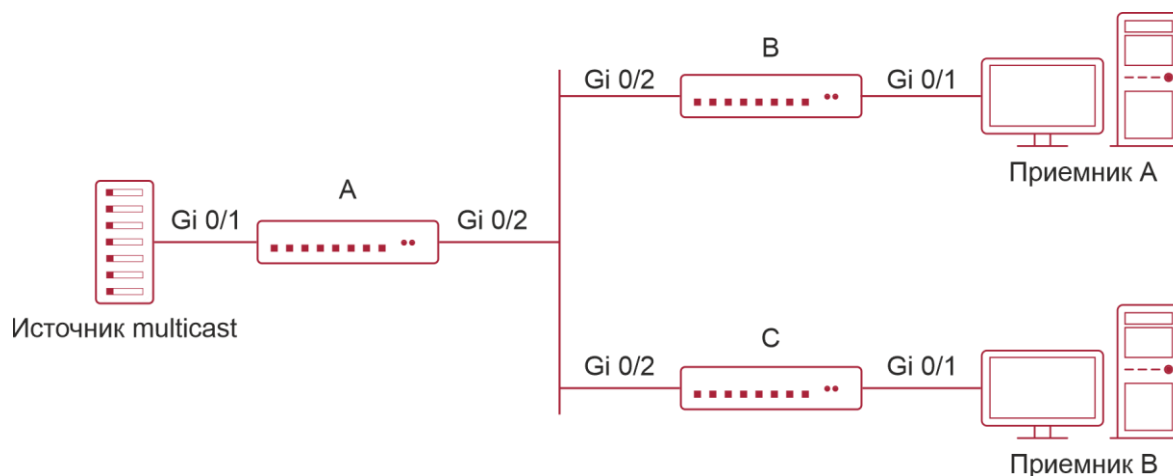 B
Gi 0/2
Gi 0/1
Приемник A
A
Gi 0/1
Gi 0/2
Источник multicast
C
Gi 0/2
Gi 0/1
Приемник B